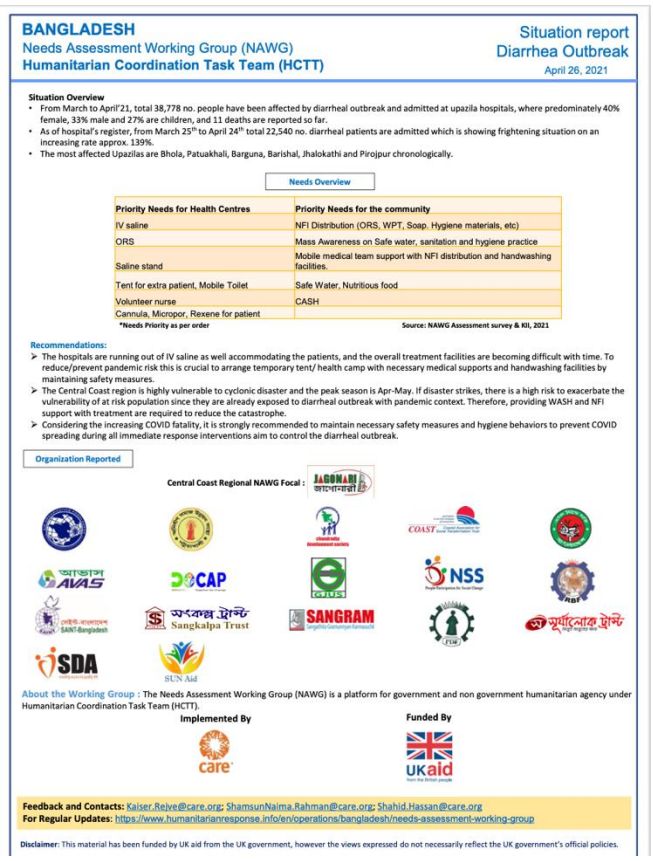 BANGLADESH
Needs Assessment Working Group (NAWG)
Humanitarian Coordination Task Team (HCTT)
Situation report
Diarrhea Outbreak
April 26, 2021
Situation Overview
• From March to April'21, total 38,778 no. people have been affected by diarrheal outbreak and admitted at upazila hospitals, where predominately 40%
female, 33% male and 27% are children, and 11 deaths are reported so far.
• As of hospital's register, from March 25th to April 24th total 22,540 no. diarrheal patients are admitted which is showing frightening situation on an
increasing rate approx. 139%.
• The most affected Upazilas are Bhola, Patuakhali, Barguna, Barishal, Jhalokathi and Pirojpur chronologically.
Needs Overview
Priority Needs for Health Centres Priority Needs for the community
IV saline NFI Distribution (ORS, WPT, Soap. Hygiene materials, etc)
ORS Mass Awareness on Safe water, sanitation and hygiene practice
Saline stand Mobile medical team support with NFI distribution and handwashing
facilities.
Tent for extra patient, Mobile Toilet Safe Water, Nutritious food
Volunteer nurse CASH
Cannula, Micropor, Rexene for patient
*Needs Priority as per order Source: NAWG Assessment survey & KII, 2021
Recommendations:
➢ The hospitals are running out of IV saline as well accommodating the patients, and the overall treatment facilities are becoming difficult with time. To
reduce/prevent pandemic risk this is crucial to arrange temporary tent/ health camp with necessary medical supports and handwashing facilities by
maintaining safety measures.
➢ The Central Coast region is highly vulnerable to cyclonic disaster and the peak season is Apr-May. If disaster strikes, there is a high risk to exacerbate the
vulnerability of at risk population since they are already exposed to diarrheal outbreak with pandemic context. Therefore, providing WASH and NFI
support with treatment are required to reduce the catastrophe.
➢ Considering the increasing COVID fatality, it is strongly recommended to maintain necessary safety measures and hygiene behaviors to prevent COVID
spreading during all immediate response interventions aim to control the diarrheal outbreak.
Organization Reported
Central Coast Regional NAWG Focal :
JAGONARI
জাগোনারী
chandradip
development society
COAST
আভাস
AVAS
DOCAP
GJUS
NSS
RBF
সেইন্ট-বাংলাদেশ
SAINT-Bangladesh
সংকল্প ট্রাস্ট
Sangkalpa Trust
SANGRAM
সূর্যালোক ট্রাস্ট
SDA
SUN Aid
About the Working Group : The Needs Assessment Working Group (NAWG) is a platform for government and non government humanitarian agency under
Humanitarian Coordination Task Team (HCTT).
Implemented By
Funded By
care
UKaid
from the British people
Feedback and Contacts: Kaiser.Rejve@care.org; ShamsunNaima.Rahman@care.org; Shahid.Hassan@care.org
For Regular Updates: https://www.humanitarianresponse.info/en/operations/bangladesh/needs-assessment-working-group
Disclaimer: This material has been funded by UK aid from the UK government, however the views expressed do not necessarily reflect the UK government's official policies.